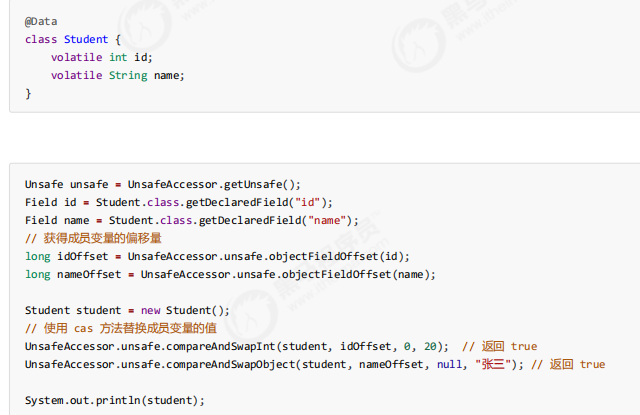 @Data
class Student {
    volatile int id;
    volatile String name;
}
Unsafe unsafe = UnsafeAccessor.getUnsafe();
Field id = Student.class.getDeclaredField("id");
Field name = Student.class.getDeclaredField("name");
// 获得成员变量的偏移量
long idOffset = UnsafeAccessor.unsafe.objectFieldOffset(id);
long nameOffset = UnsafeAccessor.unsafe.objectFieldOffset(name);
Student student = new Student();
// 使用 cas 方法替换成员变量的值
UnsafeAccessor.unsafe.compareAndSwapInt(student, idOffset, 0, 20);  // 返回 true
UnsafeAccessor.unsafe.compareAndSwapObject(student, nameOffset, null, "张三"); // 返回 true
System.out.println(student);